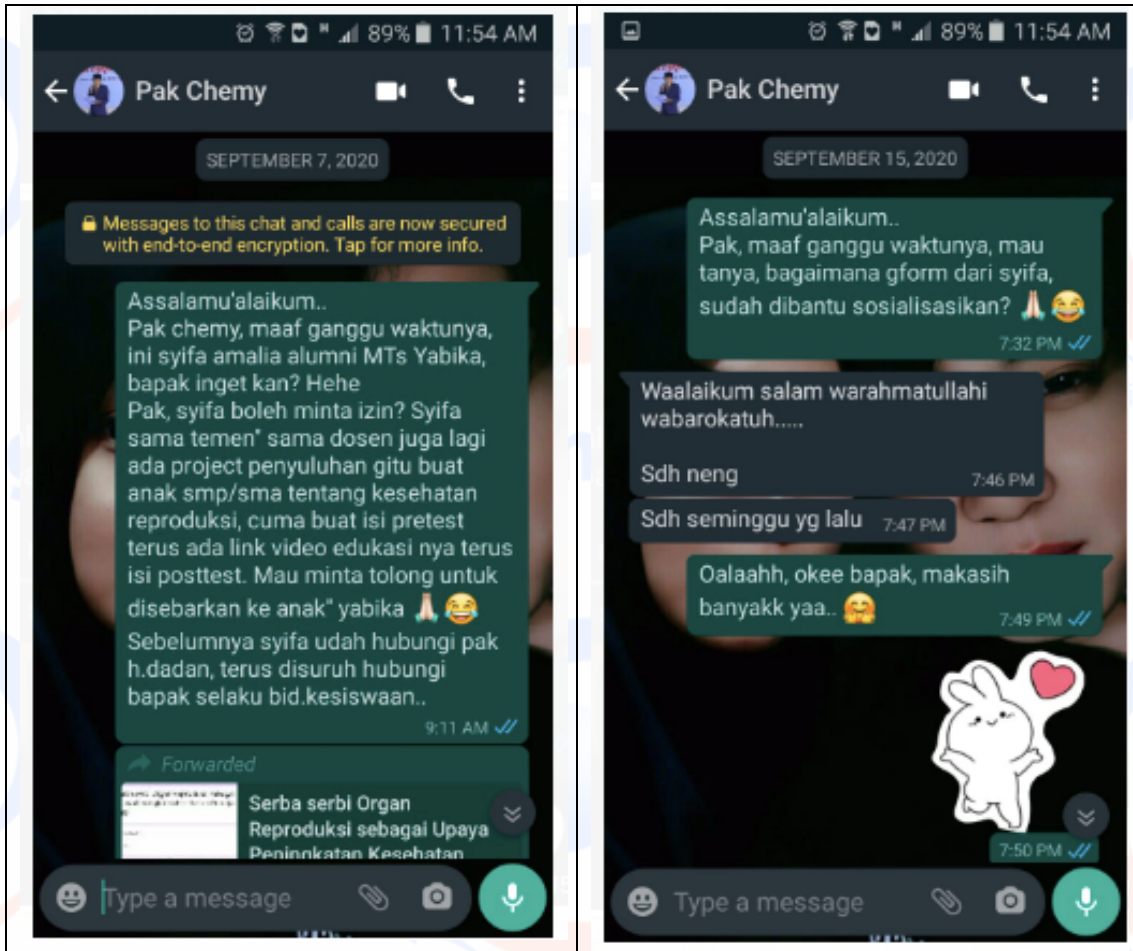 89% 11:54 AM
Pak Chemy
SEPTEMBER 7, 2020
Messages to this chat and calls are now secured
with end-to-end encryption. Tap for more info.
Assalamu'alaikum..
Pak chemy, maaf ganggu waktunya,
ini syifa amalia alumni MTs Yabika,
bapak inget kan? Hehe
Pak, syifa boleh minta izin? Syifa
sama temen" sama dosen juga lagi
ada project penyuluhan gitu buat
anak smp/sma tentang kesehatan
reproduksi, cuma buat isi pretest
terus ada link video edukasi nya terus
isi posttest. Mau minta tolong untuk
disebarkan ke anak" yabika 🙏🏻😂
Sebelumnya syifa udah hubungi pak
h.dadan, terus disuruh hubungi
bapak selaku bid.kesiswaan..
9:11 AM
Forwarded
Serba serbi Organ
Reproduksi sebagai Upaya
Peningkatan Kesehatan
Type a message
H 89% 11:54 AM
Pak Chemy
SEPTEMBER 15, 2020
Assalamu'alaikum..
Pak, maaf ganggu waktunya, mau
tanya, bagaimana gform dari syifa,
sudah dibantu sosialisasikan? 🙏🏻😂
7:32 PM
Waalaikum salam warahmatullahi
wabarokatuh.....
Sdh neng
7:46 PM
Sdh seminggu yg lalu 7:47 PM
Oalaahh, okee bapak, makasih
banyakk yaa.. 🤗
7:49 PM
7:50 PM
Type a message